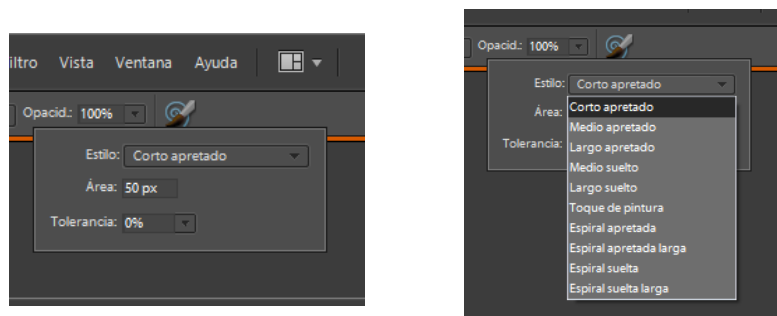 iltro Vista Ventana Ayuda
Opacid.: 100%
Estilo: Corto apretado
Área: 50 px
Tolerancia: 0%
Opacid.: 100%
Estilo: Corto apretado
Área:
Tolerancia:
Corto apretado
Medio apretado
Largo apretado
Medio suelto
Largo suelto
Toque de pintura
Espiral apretada
Espiral apretada larga
Espiral suelta
Espiral suelta larga